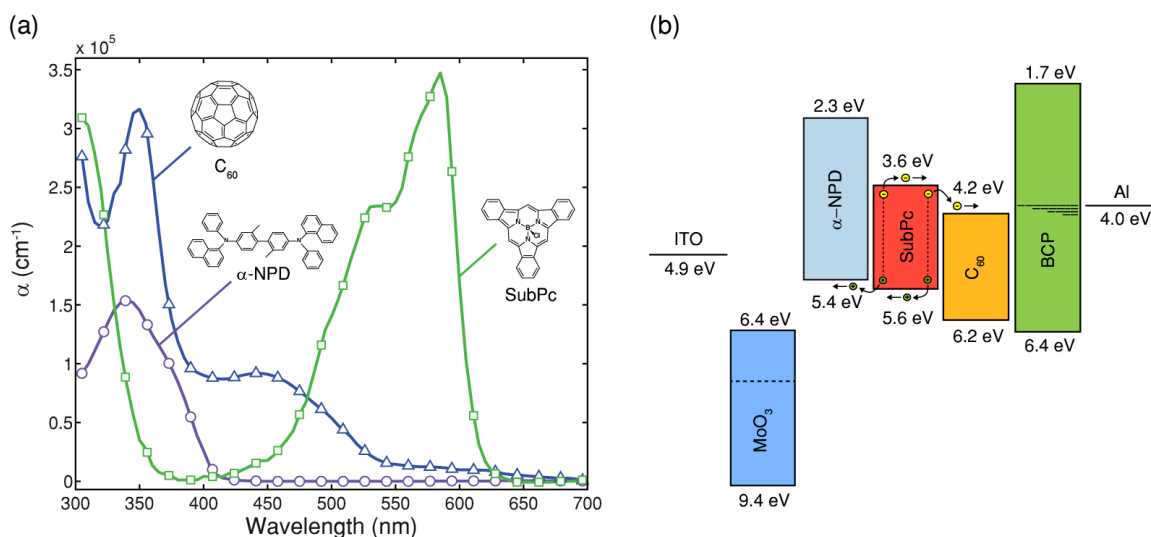 (a)
(b)
x 10⁵
3.5
3
2.5
2
1.5
1
0.5
0
α (cm⁻¹)
300 350 400 450 500 550 600 650 700
Wavelength (nm)
C₆₀
α-NPD
N
N
SubPc
N
B
N
Cl
N
ITO
4.9 eV
6.4 eV
MoO₃
9.4 eV
2.3 eV
α−NPD
5.4 eV
3.6 eV
SubPc
5.6 eV
4.2 eV
C₆₀
6.2 eV
1.7 eV
BCP
6.4 eV
Al
4.0 eV